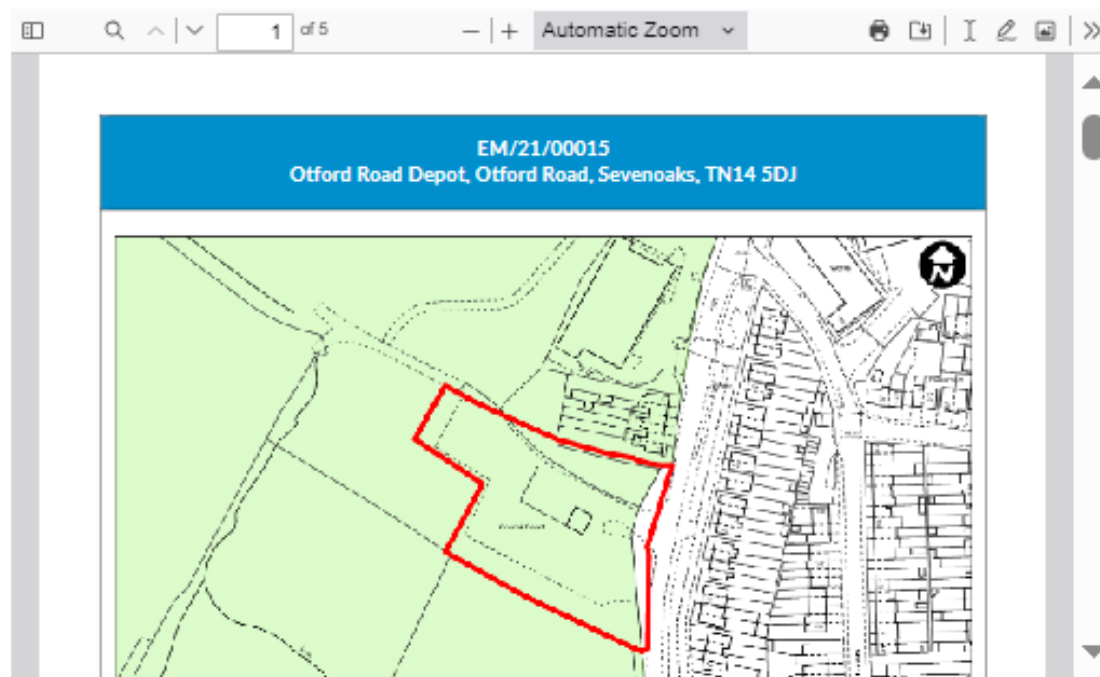 1 of 5
Automatic Zoom
EM/21/00015
Otford Road Depot, Otford Road, Sevenoaks, TN14 5DJ
N